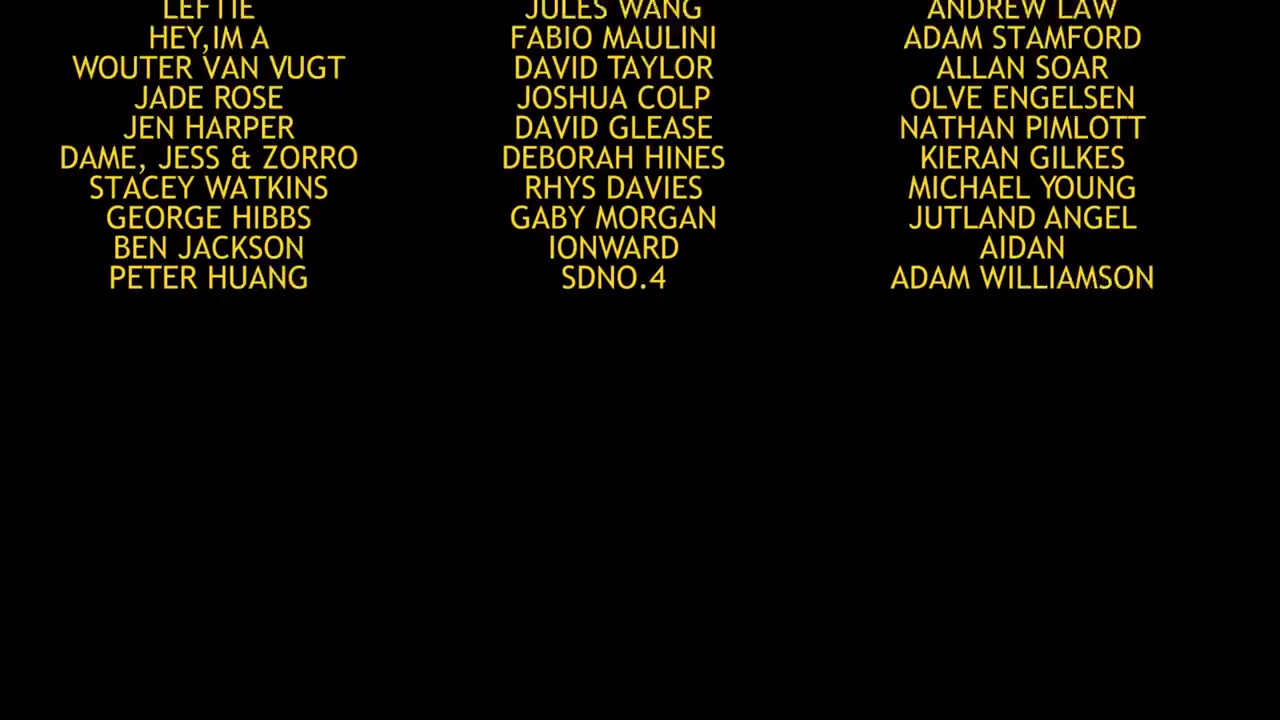 LEFTIE
HEY,IM A
WOUTER VAN VUGT
JADE ROSE
JEN HARPER
DAME, JESS & ZORRO
STACEY WATKINS
GEORGE HIBBS
BEN JACKSON
PETER HUANG
JULES WANG
FABIO MAULINI
DAVID TAYLOR
JOSHUA COLP
DAVID GLEASE
DEBORAH HINES
RHYS DAVIES
GABY MORGAN
IONWARD
SDNO.4
ANDREW LAW
ADAM STAMFORD
ALLAN SOAR
OLVE ENGELSEN
NATHAN PIMLOTT
KIERAN GILKES
MICHAEL YOUNG
JUTLAND ANGEL
AIDAN
ADAM WILLIAMSON